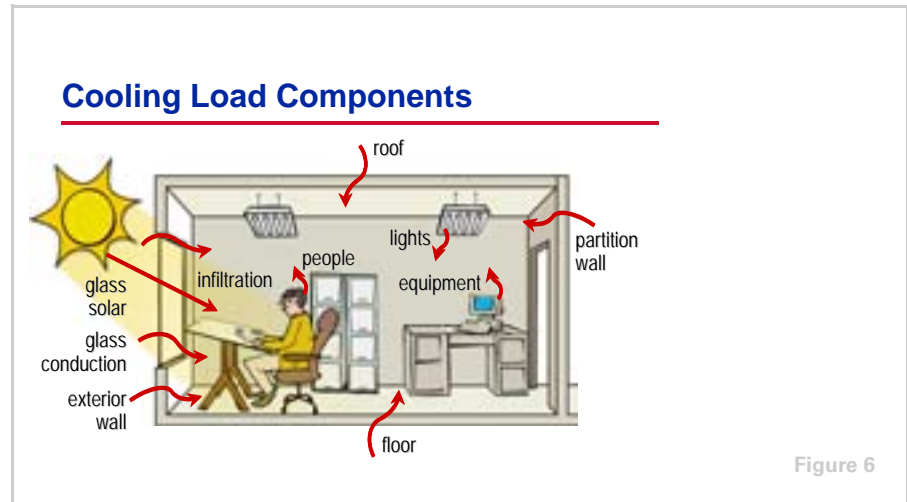 Cooling Load Components
roof
lights
partition
wall
people
infiltration
equipment
glass
solar
glass
conduction
exterior
wall
floor
Figure 6